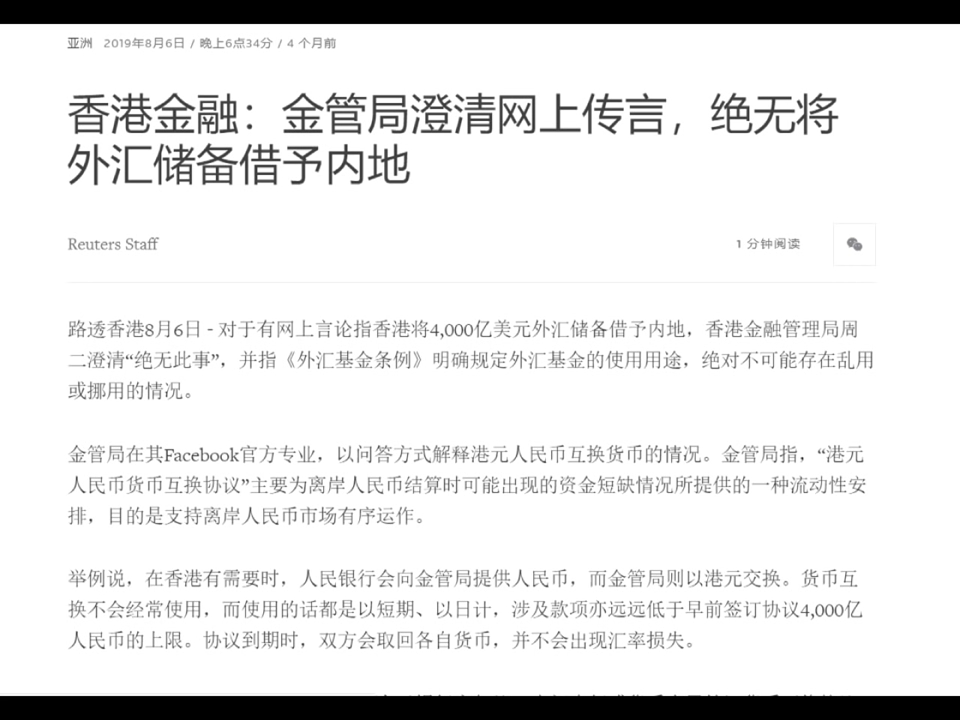 亚洲 2019年8月6日 / 晚上6点34分 / 4 个月前
香港金融：金管局澄清网上传言，绝无将
外汇储备借予内地
Reuters Staff
1 分钟阅读
路透香港8月6日 - 对于有网上言论指香港将4,000亿美元外汇储备借予内地，香港金融管理局周
二澄清“绝无此事”，并指《外汇基金条例》明确规定外汇基金的使用用途，绝对不可能存在乱用
或挪用的情况。
金管局在其Facebook官方专业，以问答方式解释港元人民币互换货币的情况。金管局指，“港元
人民币货币互换协议”主要为离岸人民币结算时可能出现的资金短缺情况所提供的一种流动性安
排，目的是支持离岸人民币市场有序运作。
举例说，在香港有需要时，人民银行会向金管局提供人民币，而金管局则以港元交换。货币互
换不会经常使用，而使用的话都是以短期、以日计，涉及款项亦远远低于早前签订协议4,000亿
人民币的上限。协议到期时，双方会取回各自货币，并不会出现汇率损失。